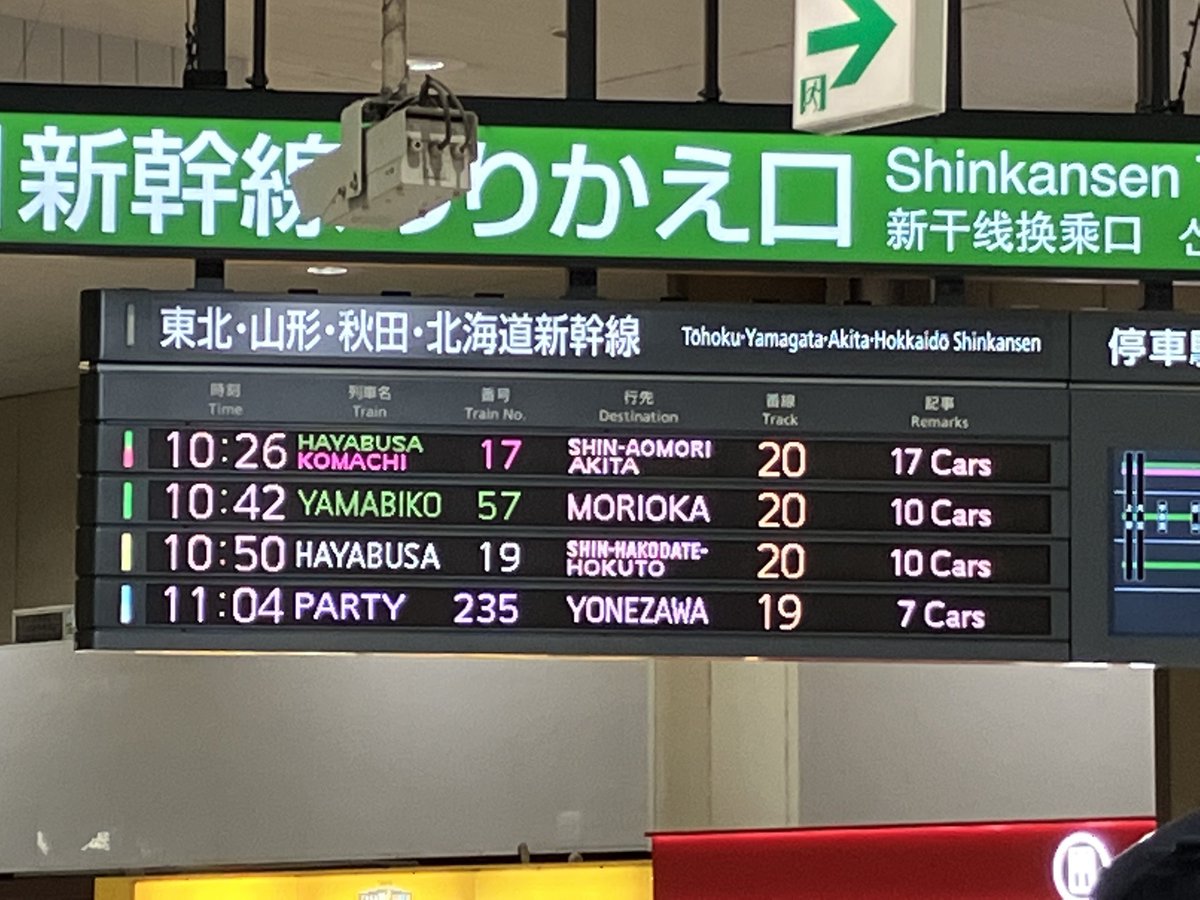 新幹線 りかえ口
Shinkansen
新干线换乘口
東北・山形・秋田・北海道新幹線 Tōhoku・Yamagata・Akita・Hokkaidō Shinkansen
停車
時刻 列車名 番号 行先 番線 記事
Time Train Train No. Destination Track Remarks
10:26 HAYABUSA KOMACHI 17 SHIN-AOMORI AKITA 20 17 Cars
10:42 YAMABIKO 57 MORIOKA 20 10 Cars
10:50 HAYABUSA 19 SHIN-HAKODATE-HOKUTO 20 10 Cars
11:04 PARTY 235 YONEZAWA 19 7 Cars